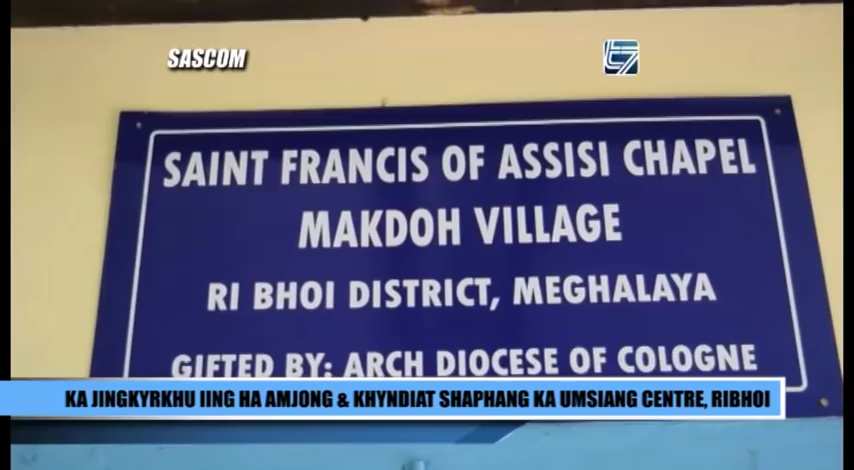 SASCOM
SAINT FRANCIS OF ASSISI CHAPEL
MAKDOH VILLAGE
RI BHOI DISTRICT, MEGHALAYA
GIFTED BY: ARCH DIOCESE OF COLOGNE
KA JINGKYRKHU IING HA AMJONG & KHYNDIAT SHAPHANG KA UMSIANG CENTRE, RIBHOI